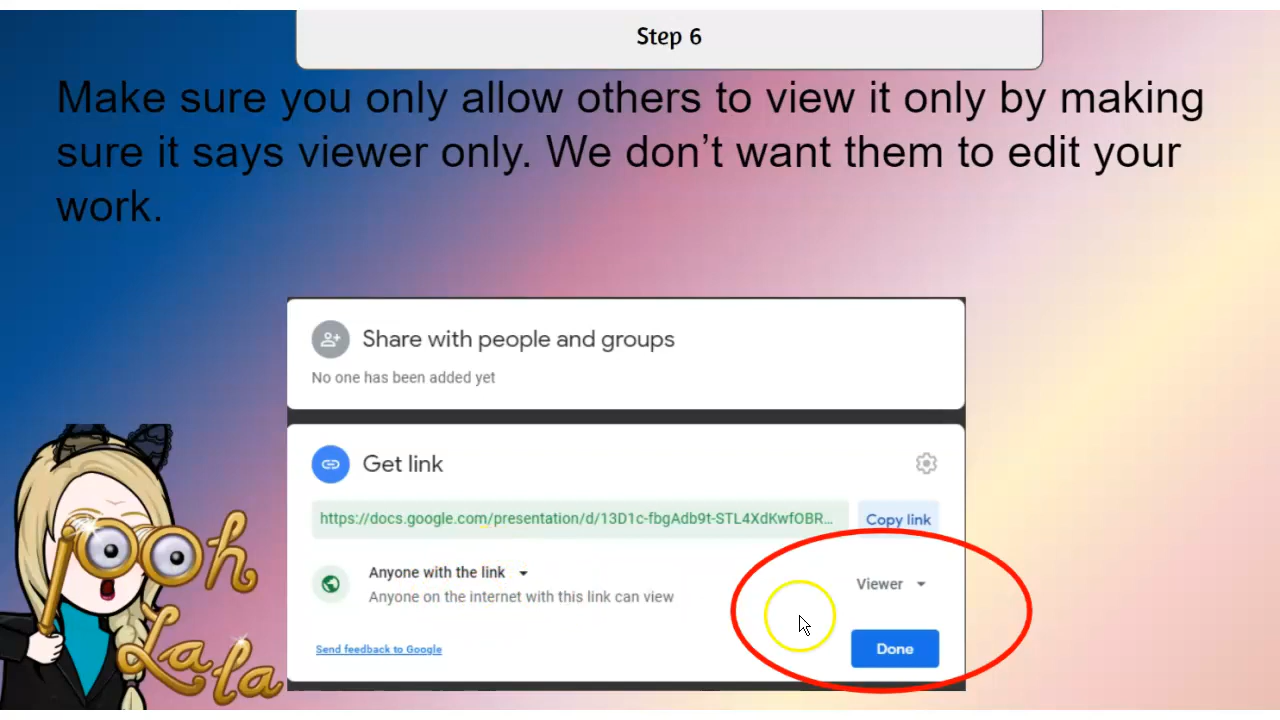 Step 6
Make sure you only allow others to view it only by making
sure it says viewer only. We don’t want them to edit your
work.
Share with people and groups
No one has been added yet
Get link
https://docs.google.com/presentation/d/13D1c-fbgAdb9t-STL4XdKwfOBR...
Copy link
Anyone with the link
Viewer
Anyone on the internet with this link can view
Send feedback to Google
Done
ooh
La
la